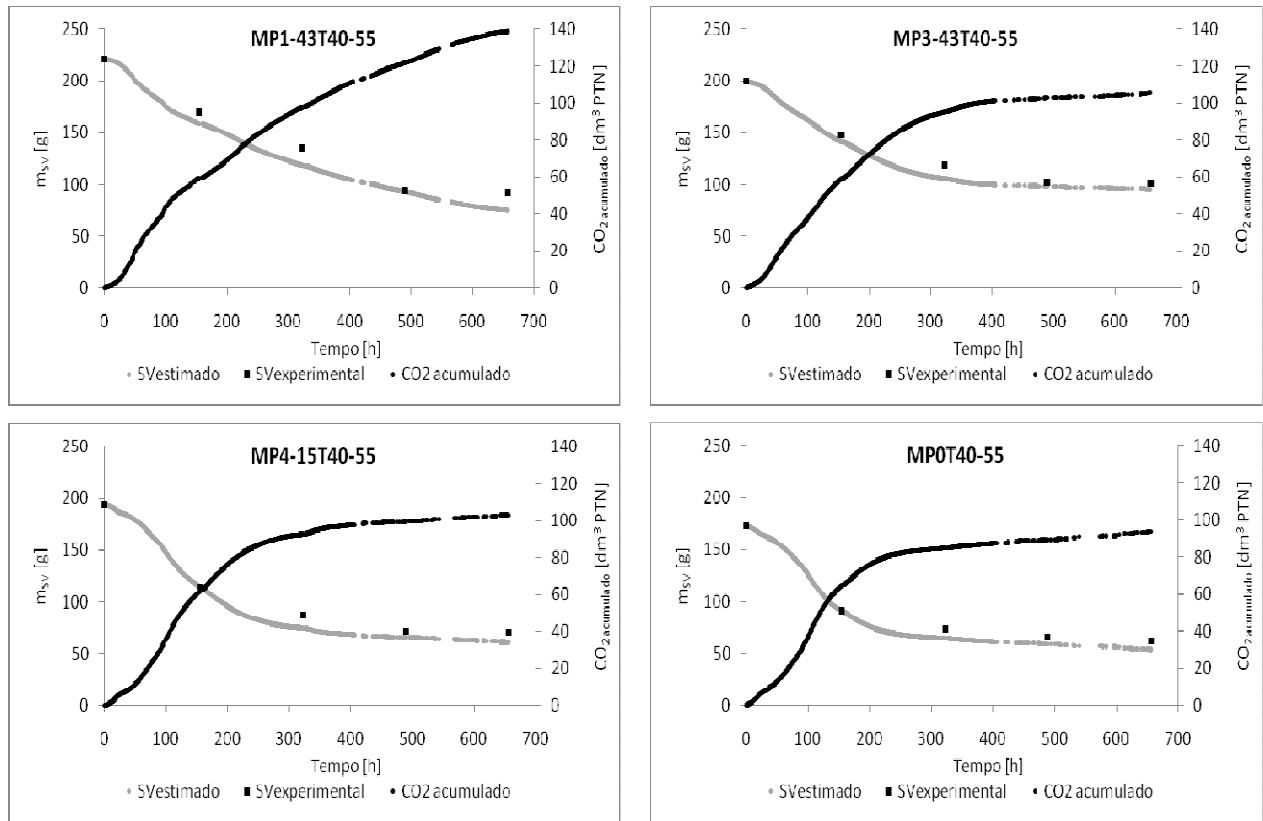 MP1-43T40-55
250
200
150
100
50
0
m_SV [g]
140
120
100
80
60
40
20
0
CO2 acumulado [dm³ PTN]
0 100 200 300 400 500 600 700
Tempo [h]
SVestimado SVexperimental CO2 acumulado
MP3-43T40-55
250
200
150
100
50
0
m_SV [g]
140
120
100
80
60
40
20
0
CO2 acumulado [dm³ PTN]
0 100 200 300 400 500 600 700
Tempo [h]
SVestimado SVexperimental CO2 acumulado
MP4-15T40-55
250
200
150
100
50
0
m_SV [g]
140
120
100
80
60
40
20
0
CO2 acumulado [dm³ PTN]
0 100 200 300 400 500 600 700
Tempo [h]
SVestimado SVexperimental CO2 acumulado
MP0T40-55
250
200
150
100
50
0
m_SV [g]
140
120
100
80
60
40
20
0
CO2 acumulado [dm³ PTN]
0 100 200 300 400 500 600 700
Tempo [h]
SVestimado SVexperimental CO2 acumulado